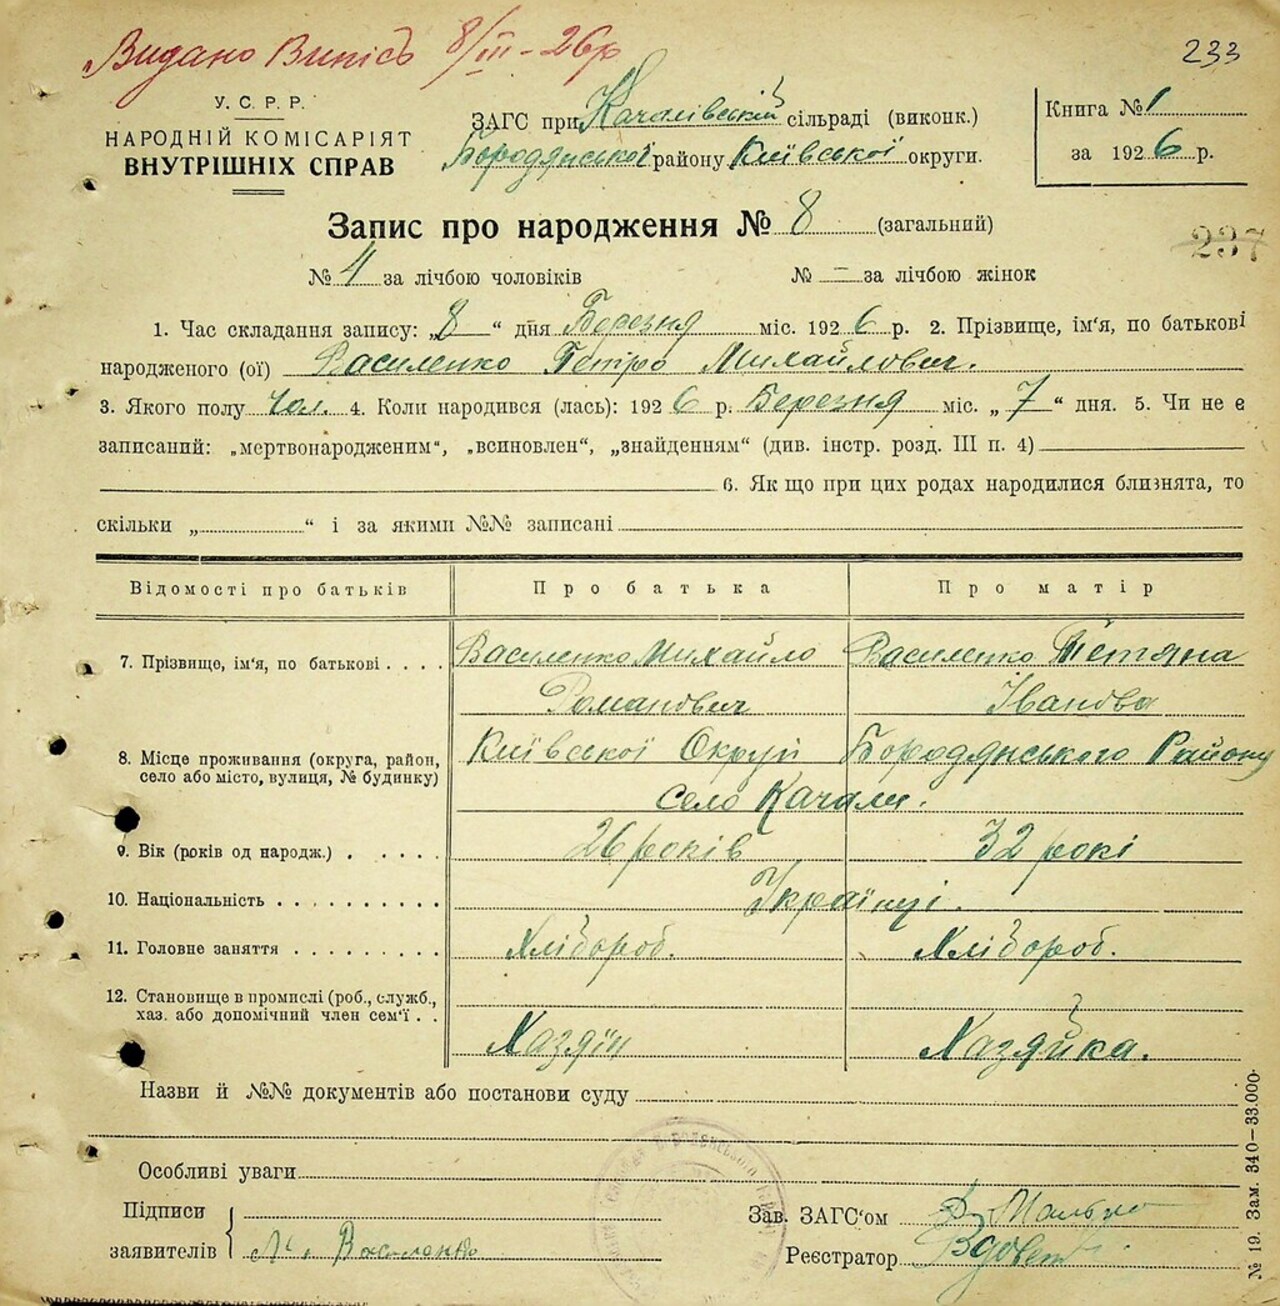 Видано Випісь 8/III - 26р
233
У. С. Р. Р.
НАРОДНІЙ КОМІСАРІЯТ
ВНУТРІШНІХ СПРАВ
ЗАГС при Качалівській сільраді (виконк.)
Бородянської району Київської округи.
Книга № 1
за 1926 р.
Запис про народження № 8 (загальний)
237
№ 4 за лічбою чоловіків № - за лічбою жінок
1. Час складання запису: „8“ дня Березня міс. 1926 р. 2. Прізвище, ім'я, по батькові
народженого (ої) Василенко Петро Михайлович.
3. Якого полу чол. 4. Коли народився (лась): 1926 р. Березня міс. „7“ дня. 5. Чи не є
записаний: „мертвонародженим“, „всиновлен“, „знайденням“ (див. інстр. розд. III п. 4)
6. Як що при цих родах народилися близнята, то
скільки „ “ і за якими №№ записані
Відомості про батьків Про батька Про матір
7. Прізвище, ім'я, по батькові Василенко Михайло Василенко Тетяна
Романович Іванова
8. Місце проживання (округа, район, село або місто, вулиця, № будинку) Київської Округи Бородянського Району
село Качали.
9. Вік (років од народж.) 26 років 32 рокі
10. Національність Українці.
11. Головне заняття Хлібороб. Хлібороб.
12. Становище в промислі (роб., служб.,
хаз. або допомічний член сем'ї Хазяїн Хазяйка.
Назви й №№ документів або постанови суду
Особливі уваги
Підписи
заявителів М. Василенко
Зав. ЗАГС'ом
Реєстратор
№ 19. Зам. 340—33.000